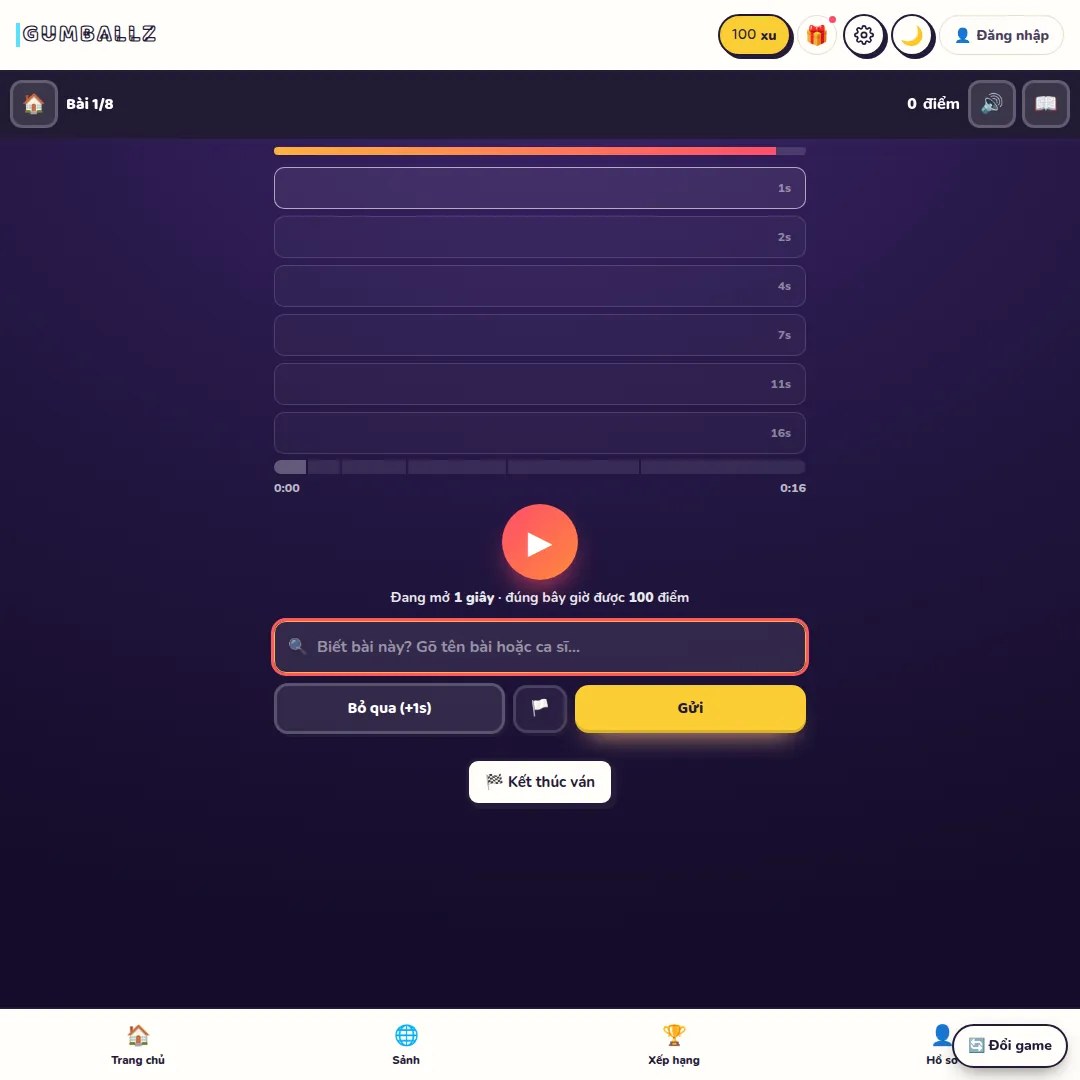 GUMBALLZ
100 xu
Đăng nhập
Bài 1/8
0 điểm
1s
2s
4s
7s
11s
16s
0:00
0:16
Đang mở 1 giây · đúng bây giờ được 100 điểm
Biết bài này? Gõ tên bài hoặc ca sĩ...
Bỏ qua (+1s)
Gửi
Kết thúc ván
Trang chủ
Sảnh
Xếp hạng
Hồ sơ
Đổi game